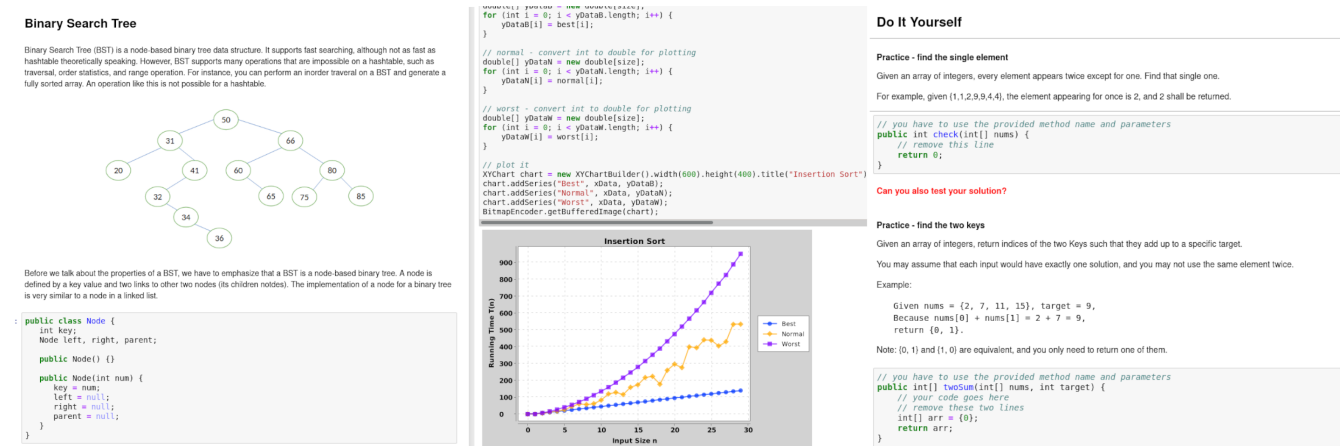 Binary Search Tree
Binary Search Tree (BST) is a node-based binary tree data structure. It supports fast searching, although not as fast as
hashtable theoretically speaking. However, BST supports many operations that are impossible on a hashtable, such as
traversal, order statistics, and range operation. For instance, you can perform an inorder traveral on a BST and generate a
fully sorted array. An operation like this is not possible for a hashtable.
50
31 66
20 41 60 80
32 65 75 85
34
36
Before we talk about the properties of a BST, we have to emphasize that a BST is a node-based binary tree. A node is
defined by a key value and two links to other two nodes (its children notdes). The implementation of a node for a binary tree
is very similar to a node in a linked list.
:
public class Node {
int key;
Node left, right, parent;
public Node() {}
public Node(int num) {
key = num;
left = null;
right = null;
parent = null;
}
}
double[] yDataB = new double[size];
for (int i = 0; i < yDataB.length; i++) {
yDataB[i] = best[i];
}
// normal - convert int to double for plotting
double[] yDataN = new double[size];
for (int i = 0; i < yDataN.length; i++) {
yDataN[i] = normal[i];
}
// worst - convert int to double for plotting
double[] yDataW = new double[size];
for (int i = 0; i < yDataW.length; i++) {
yDataW[i] = worst[i];
}
// plot it
XYChart chart = new XYChartBuilder().width(600).height(400).title("Insertion Sort")
chart.addSeries("Best", xData, yDataB);
chart.addSeries("Normal", xData, yDataN);
chart.addSeries("Worst", xData, yDataW);
BitmapEncoder.getBufferedImage(chart);
Insertion Sort
Running Time T(n)
900
800
700
600
500
400
300
200
100
0
0 5 10 15 20 25 30
Input Size n
Best
Normal
Worst
Do It Yourself
Practice - find the single element
Given an array of integers, every element appears twice except for one. Find that single one.
For example, given {1,1,2,9,9,4,4}, the element appearing for once is 2, and 2 shall be returned.
// you have to use the provided method name and parameters
public int check(int[] nums) {
// remove this line
return 0;
}
Can you also test your solution?
Practice - find the two keys
Given an array of integers, return indices of the two Keys such that they add up to a specific target.
You may assume that each input would have exactly one solution, and you may not use the same element twice.
Example:
Given nums = {2, 7, 11, 15}, target = 9,
Because nums[0] + nums[1] = 2 + 7 = 9,
return {0, 1}.
Note: {0, 1} and {1, 0} are equivalent, and you only need to return one of them.
// you have to use the provided method name and parameters
public int[] twoSum(int[] nums, int target) {
// your code goes here
// remove these two lines
int[] arr = {0};
return arr;
}